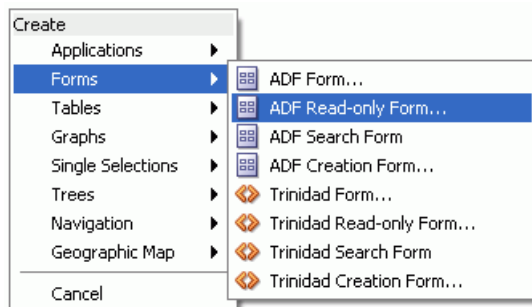 Create
Applications
Forms
Tables
Graphs
Single Selections
Trees
Navigation
Geographic Map
Cancel
ADF Form...
ADF Read-only Form...
ADF Search Form
ADF Creation Form...
Trinidad Form...
Trinidad Read-only Form...
Trinidad Search Form
Trinidad Creation Form...